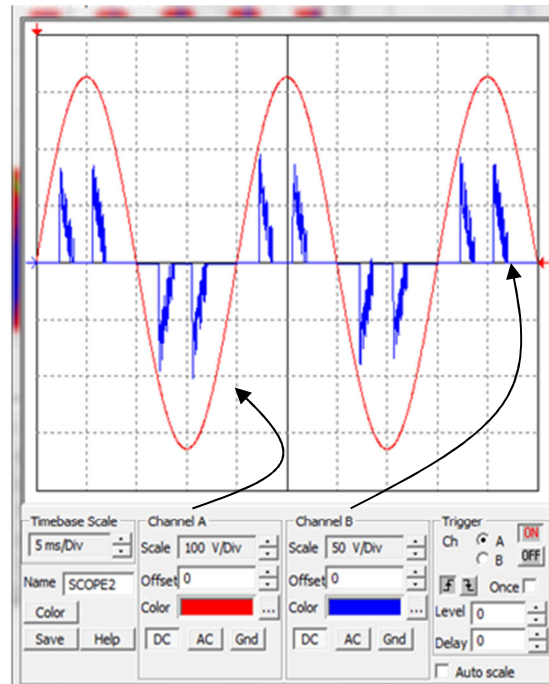 Timebase Scale
5 ms/Div
Name SCOPE2
Color
Save Help
Channel A
Scale 100 V/Div
Offset 0
Color ...
DC AC Gnd
Channel B
Scale 50 V/Div
Offset 0
Color ...
DC AC Gnd
Trigger
Ch A ON
B OFF
Once
Level 0
Delay 0
Auto scale